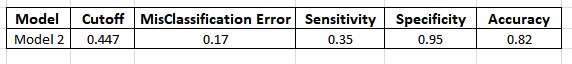 Model Cutoff MisClassification Error Sensitivity Specificity Accuracy
Model 2 0.447 0.17 0.35 0.95 0.82